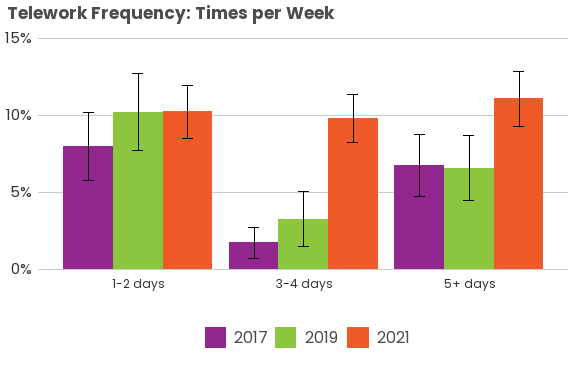 Telework Frequency: Times per Week
15%
10%
5%
0%
1-2 days 3-4 days 5+ days
2017 2019 2021